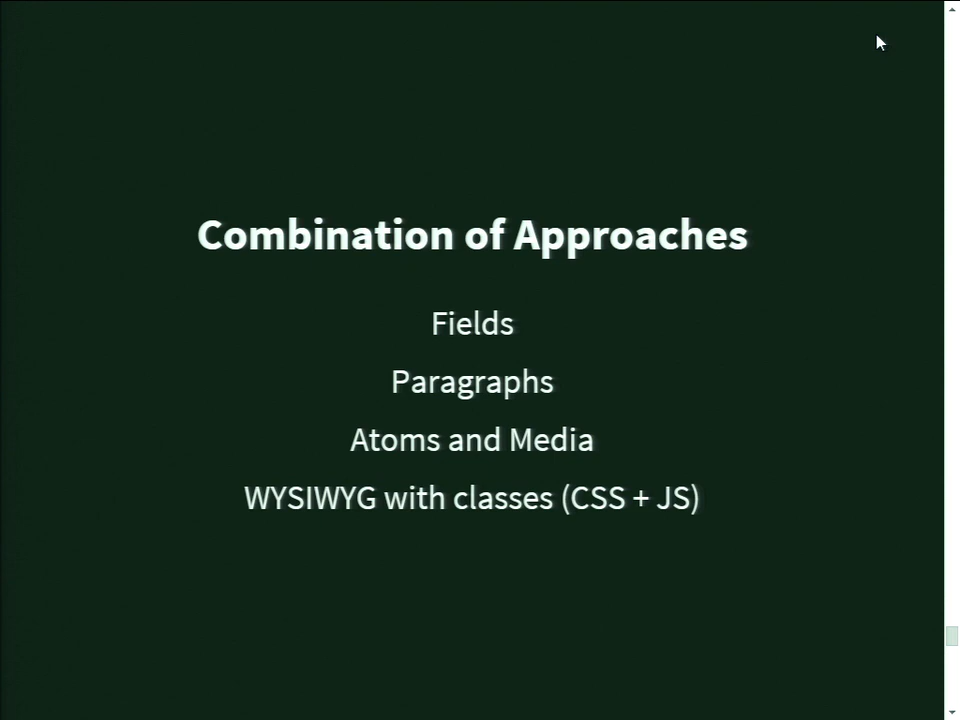 Combination of Approaches
Fields
Paragraphs
Atoms and Media
WYSIWYG with classes (CSS + JS)